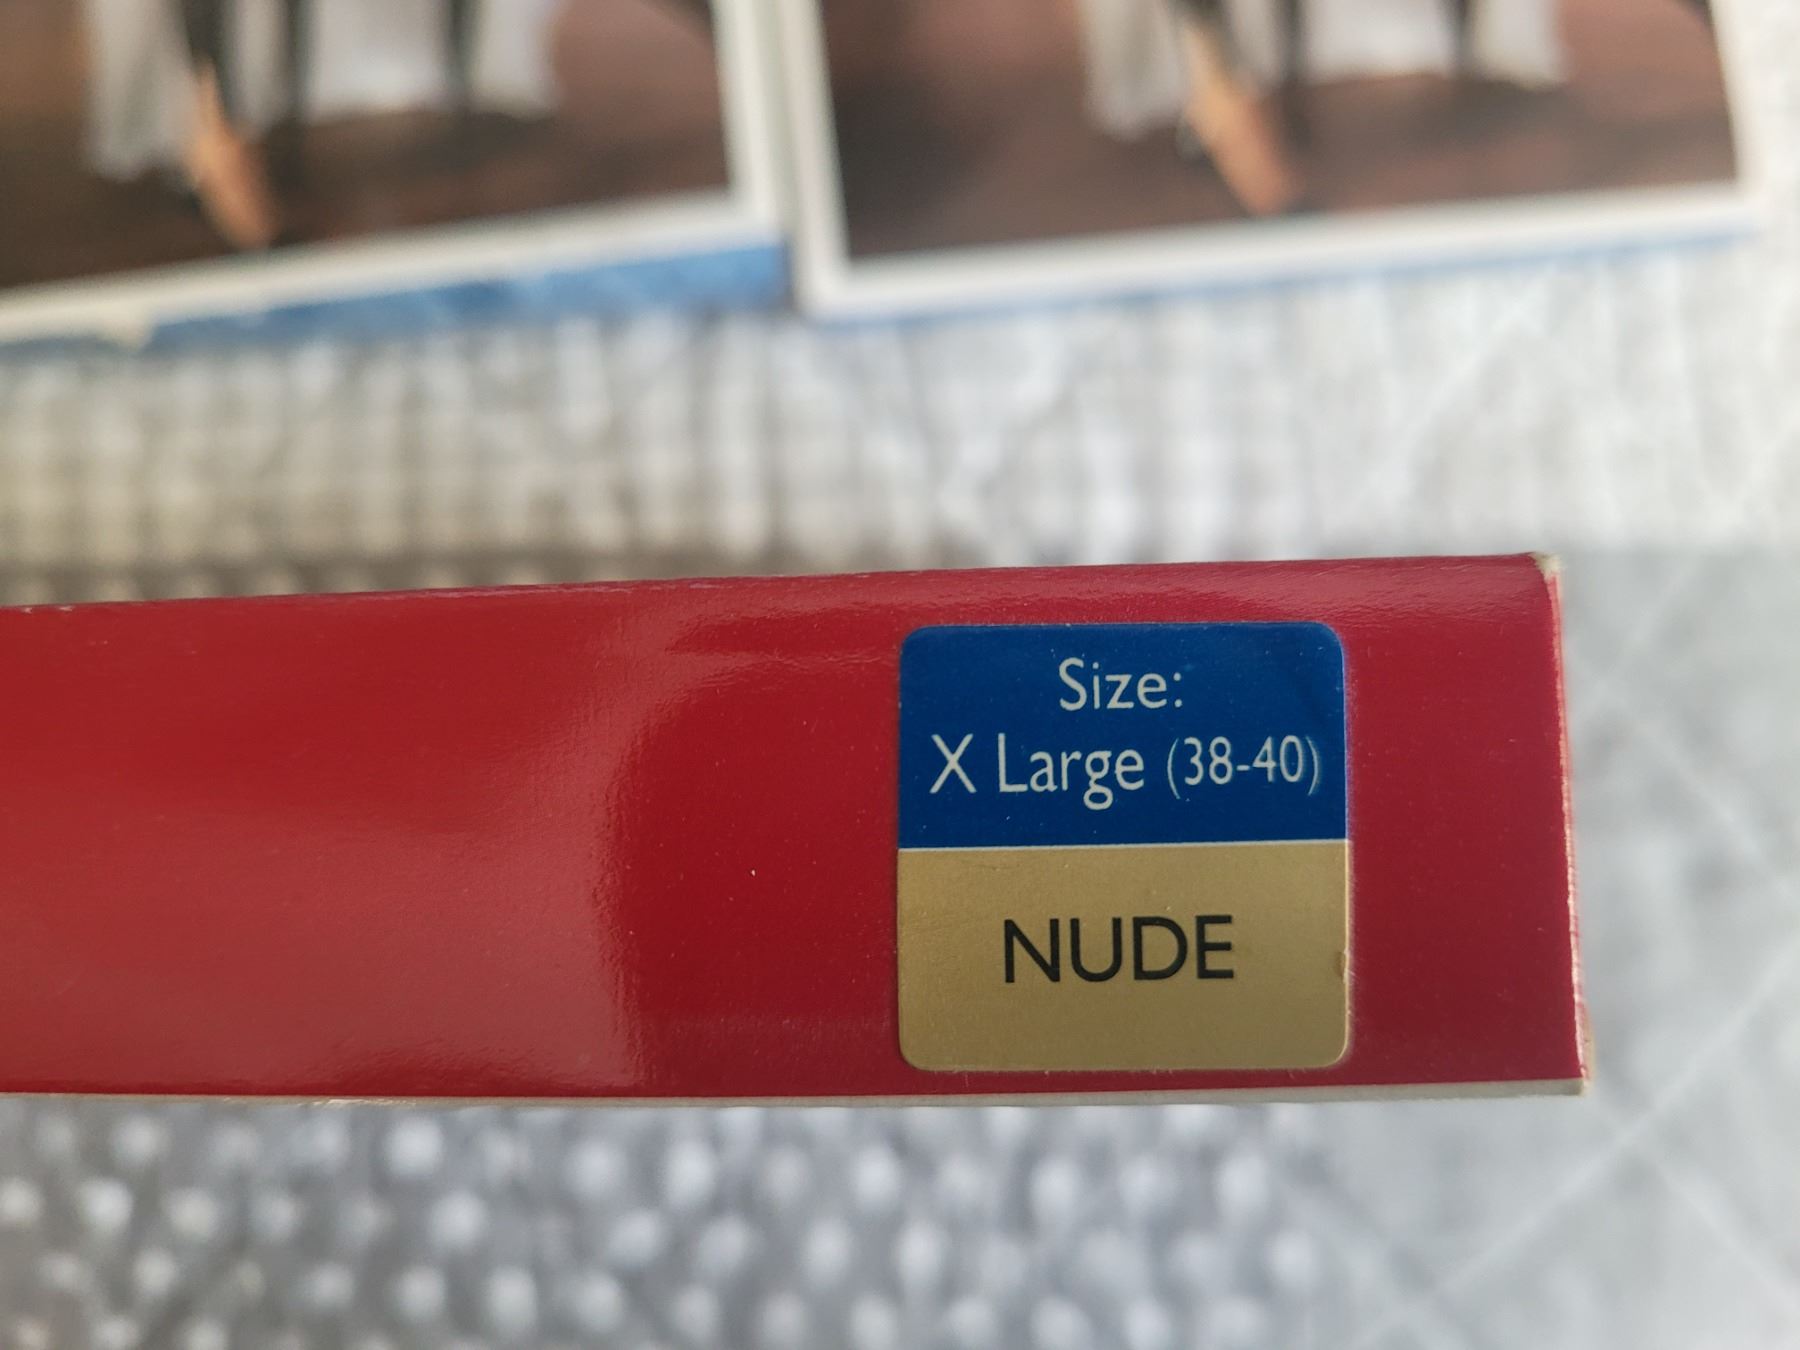 Size:
X Large (38-40)
NUDE